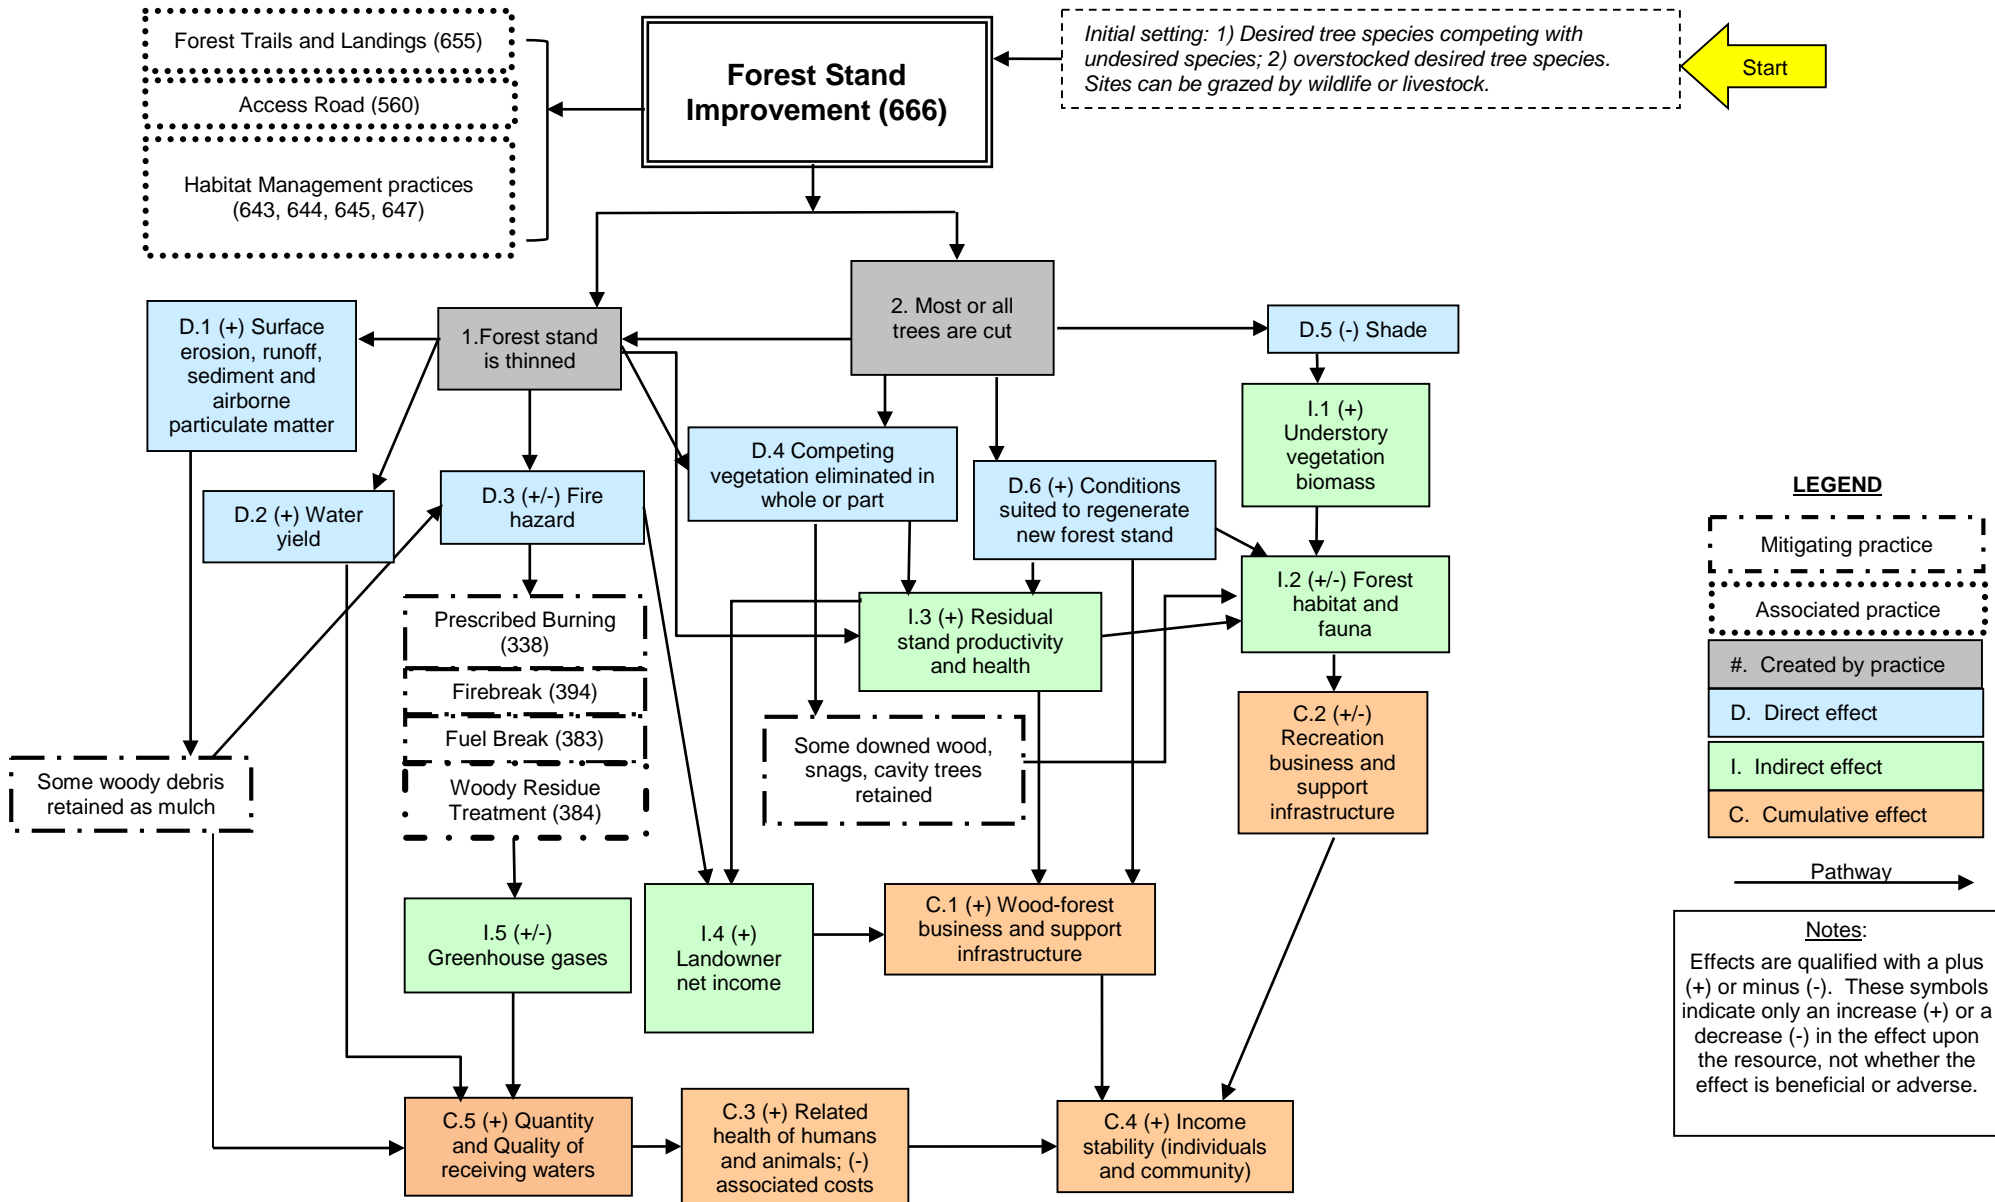 Forest Trails and Landings (655)
Access Road (560)
Habitat Management practices
(643, 644, 645, 647)
Forest Stand
Improvement (666)
Initial setting: 1) Desired tree species competing with
undesired species; 2) overstocked desired tree species.
Sites can be grazed by wildlife or livestock.
Start
D.1 (+) Surface
erosion, runoff,
sediment and
airborne
particulate matter
1.Forest stand
is thinned
2. Most or all
trees are cut
D.5 (-) Shade
I.1 (+)
Understory
vegetation
biomass
D.2 (+) Water
yield
D.3 (+/-) Fire
hazard
D.4 Competing
vegetation eliminated in
whole or part
D.6 (+) Conditions
suited to regenerate
new forest stand
I.2 (+/-) Forest
habitat and
fauna
Prescribed Burning
(338)
Firebreak (394)
Fuel Break (383)
Woody Residue
Treatment (384)
I.3 (+) Residual
stand productivity
and health
Some downed wood,
snags, cavity trees
retained
C.2 (+/-)
Recreation
business and
support
infrastructure
Some woody debris
retained as mulch
I.5 (+/-)
Greenhouse gases
I.4 (+)
Landowner
net income
C.1 (+) Wood-forest
business and support
infrastructure
C.5 (+) Quantity
and Quality of
receiving waters
C.3 (+) Related
health of humans
and animals; (-)
associated costs
C.4 (+) Income
stability (individuals
and community)
LEGEND
Mitigating practice
Associated practice
#. Created by practice
D. Direct effect
I. Indirect effect
C. Cumulative effect
Pathway
Notes:
Effects are qualified with a plus
(+) or minus (-). These symbols
indicate only an increase (+) or a
decrease (-) in the effect upon
the resource, not whether the
effect is beneficial or adverse.